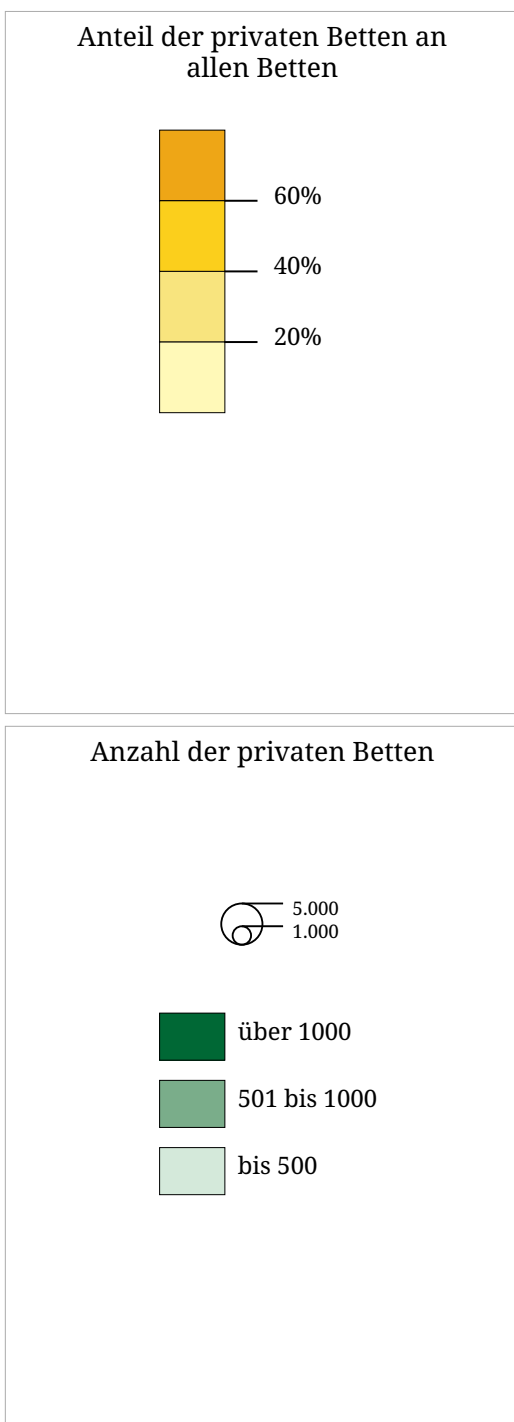 Anteil der privaten Betten an
allen Betten
60%
40%
20%
Anzahl der privaten Betten
5.000
1.000
über 1000
501 bis 1000
bis 500